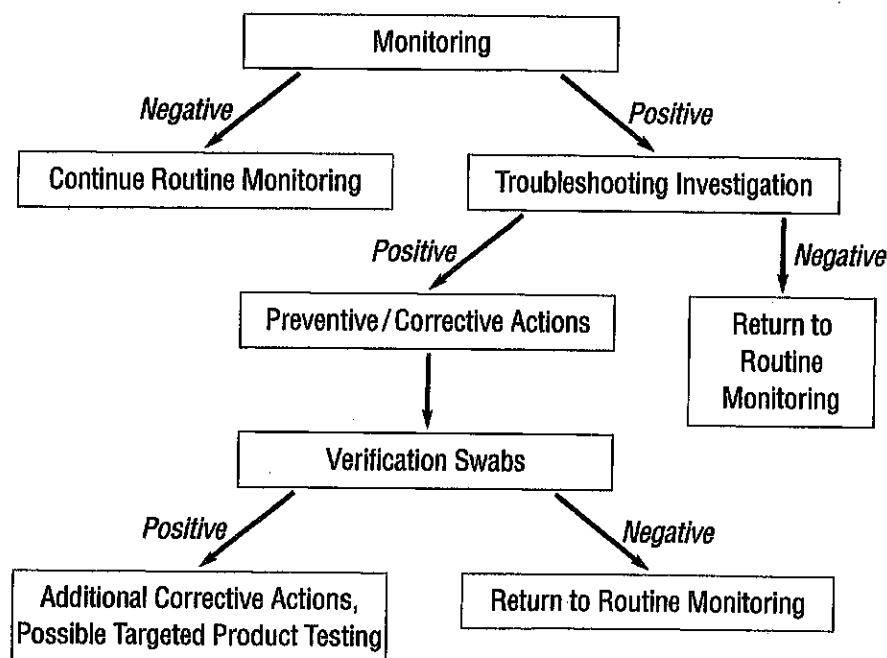 Monitoring
Negative
Positive
Continue Routine Monitoring
Troubleshooting Investigation
Positive
Negative
Preventive/Corrective Actions
Return to
Routine
Monitoring
Verification Swabs
Positive
Negative
Additional Corrective Actions,
Possible Targeted Product Testing
Return to Routine Monitoring